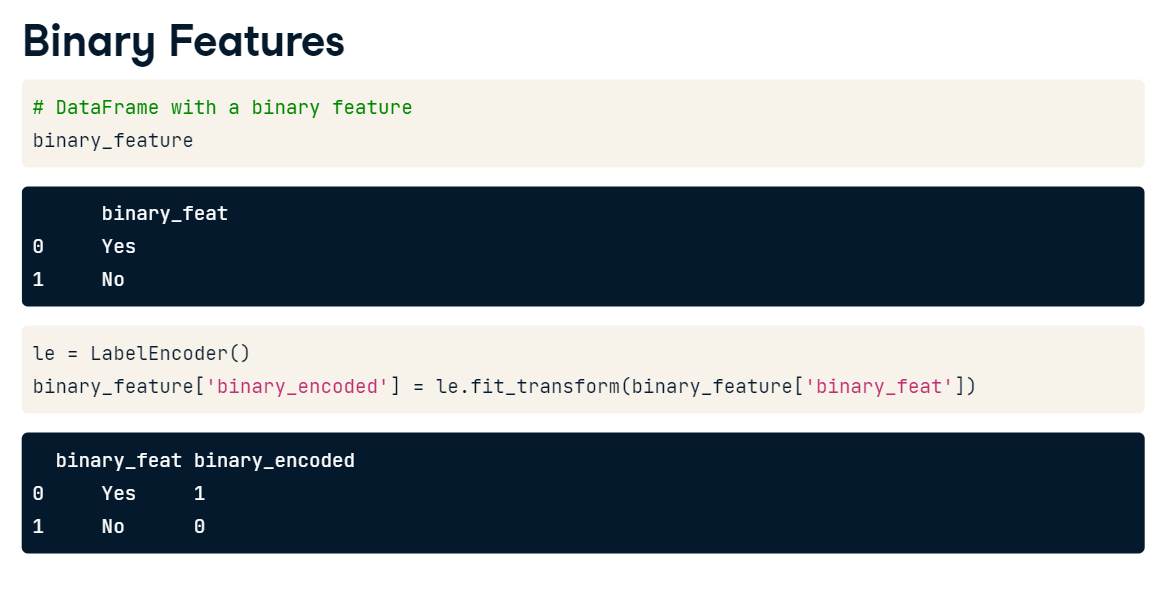 Binary Features
# DataFrame with a binary feature
binary_feature
binary_feat
0 Yes
1 No
le = LabelEncoder()
binary_feature['binary_encoded'] = le.fit_transform(binary_feature['binary_feat'])
binary_feat binary_encoded
0 Yes 1
1 No 0